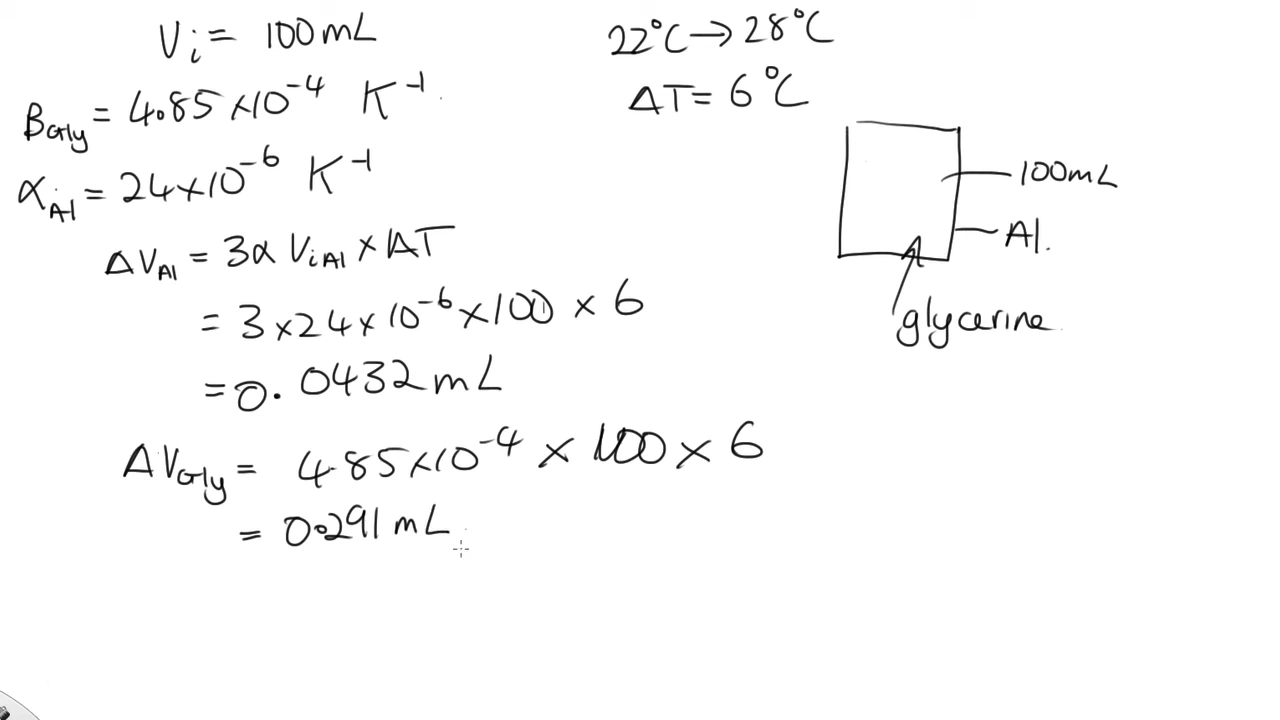 Vᵢ = 100 mL
22°C → 28°C
ΔT = 6°C
βGly = 4.85 × 10⁻⁴ K⁻¹
αAl = 24 × 10⁻⁶ K⁻¹
100mL
Al.
glycerine
ΔVAl = 3α ViAl × ΔT
= 3 × 24 × 10⁻⁶ × 100 × 6
= 0.0432 mL
ΔVGly = 4.85 × 10⁻⁴ × 100 × 6
= 0.291 mL